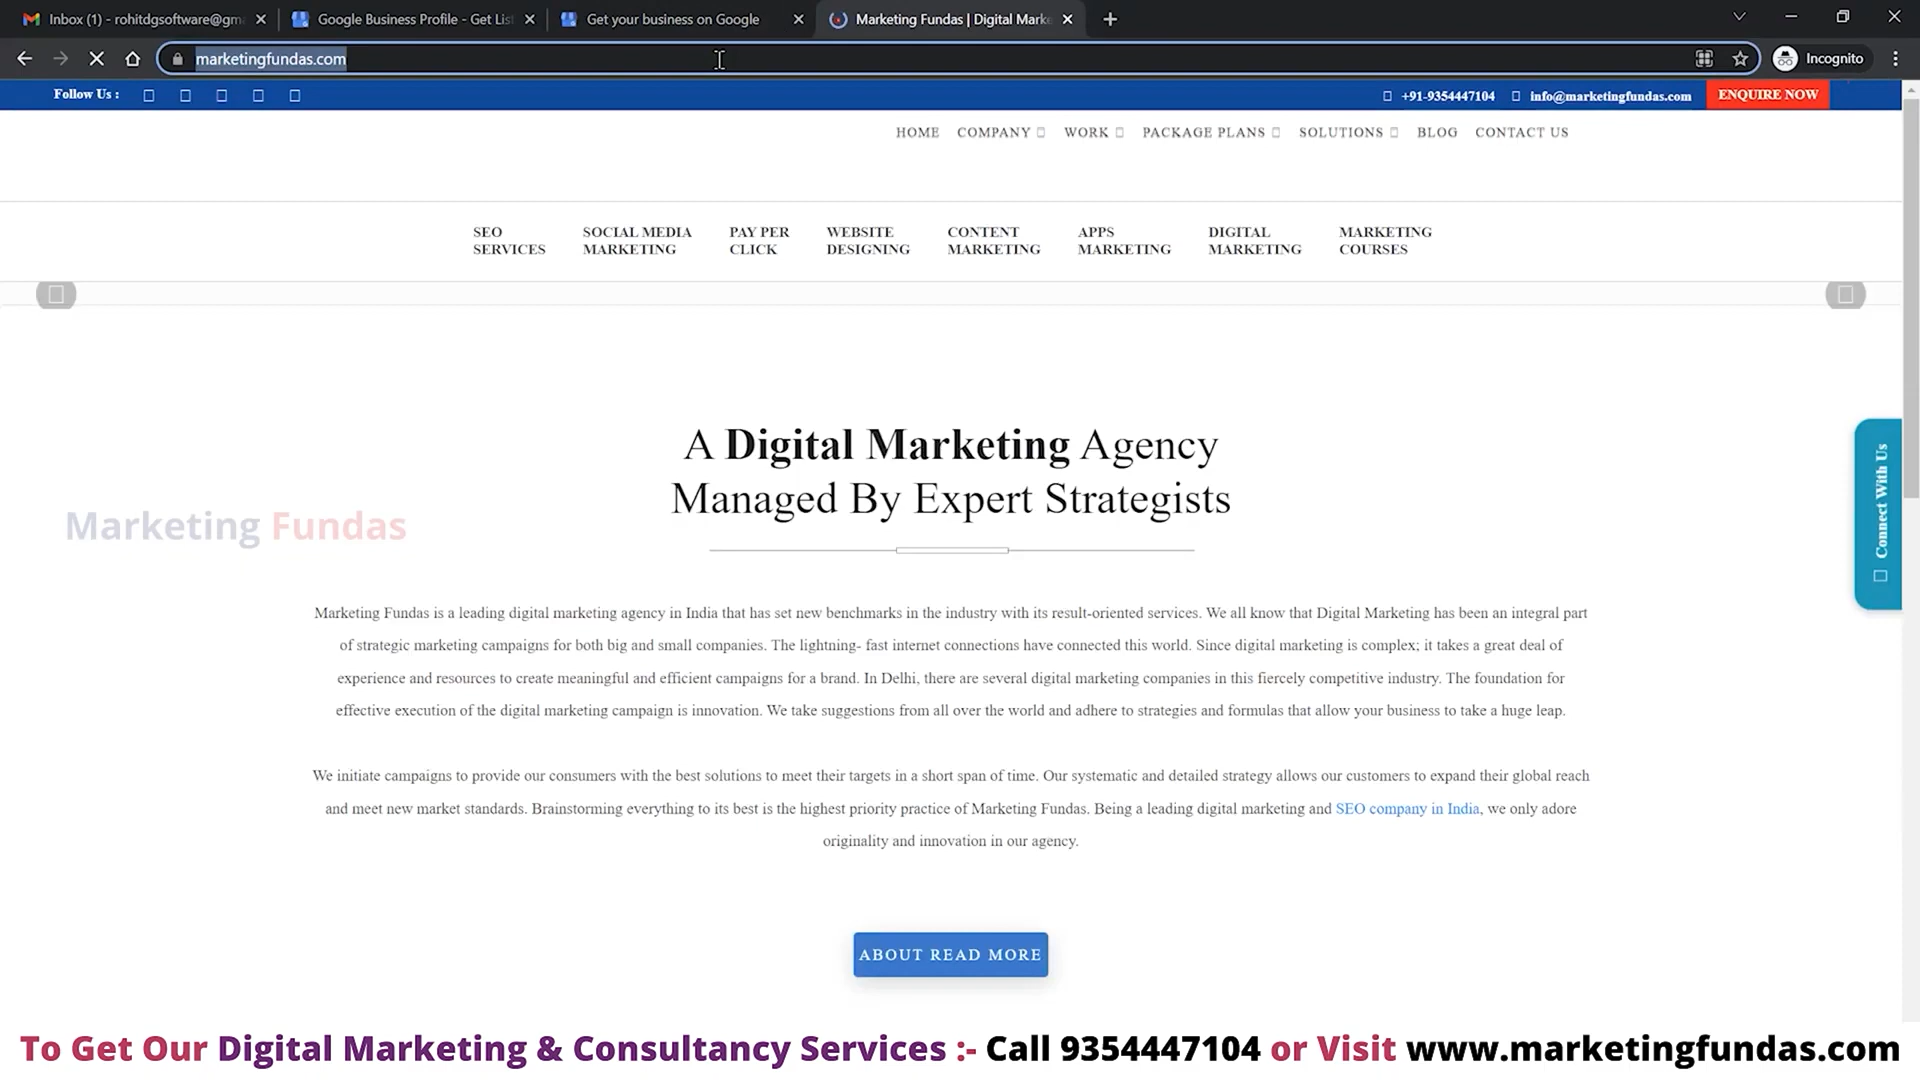 Inbox (1) - rohitdgsoftware@gm
Google Business Profile - Get List
Get your business on Google
Marketing Fundas | Digital Marke
marketingfundas.com
Incognito
Follow Us :
+91-9354447104
info@marketingfundas.com
ENQUIRE NOW
HOME COMPANY WORK PACKAGE PLANS SOLUTIONS BLOG CONTACT US
SEO SERVICES
SOCIAL MEDIA MARKETING
PAY PER CLICK
WEBSITE DESIGNING
CONTENT MARKETING
APPS MARKETING
DIGITAL MARKETING
MARKETING COURSES
A Digital Marketing Agency
Managed By Expert Strategists
Marketing Fundas
Connect With Us
Marketing Fundas is a leading digital marketing agency in India that has set new benchmarks in the industry with its result-oriented services. We all know that Digital Marketing has been an integral part
of strategic marketing campaigns for both big and small companies. The lightning- fast internet connections have connected this world. Since digital marketing is complex; it takes a great deal of
experience and resources to create meaningful and efficient campaigns for a brand. In Delhi, there are several digital marketing companies in this fiercely competitive industry. The foundation for
effective execution of the digital marketing campaign is innovation. We take suggestions from all over the world and adhere to strategies and formulas that allow your business to take a huge leap.
We initiate campaigns to provide our consumers with the best solutions to meet their targets in a short span of time. Our systematic and detailed strategy allows our customers to expand their global reach
and meet new market standards. Brainstorming everything to its best is the highest priority practice of Marketing Fundas. Being a leading digital marketing and SEO company in India, we only adore
originality and innovation in our agency.
ABOUT READ MORE
To Get Our Digital Marketing & Consultancy Services :- Call 9354447104 or Visit www.marketingfundas.com